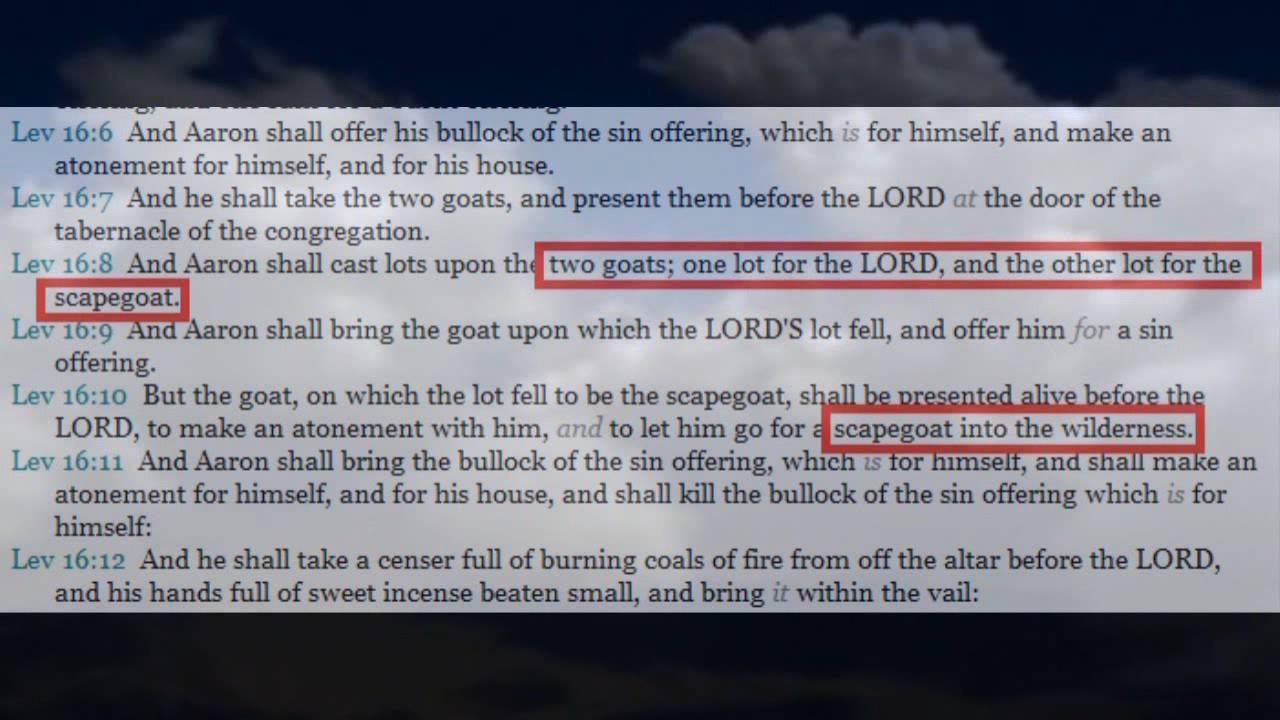 Lev 16:6 And Aaron shall offer his bullock of the sin offering, which is for himself, and make an
atonement for himself, and for his house.
Lev 16:7 And he shall take the two goats, and present them before the LORD at the door of the
tabernacle of the congregation.
Lev 16:8 And Aaron shall cast lots upon the two goats; one lot for the LORD, and the other lot for the
scapegoat.
Lev 16:9 And Aaron shall bring the goat upon which the LORD'S lot fell, and offer him for a sin
offering.
Lev 16:10 But the goat, on which the lot fell to be the scapegoat, shall be presented alive before the
LORD, to make an atonement with him, and to let him go for a scapegoat into the wilderness.
Lev 16:11 And Aaron shall bring the bullock of the sin offering, which is for himself, and shall make an
atonement for himself, and for his house, and shall kill the bullock of the sin offering which is for
himself:
Lev 16:12 And he shall take a censer full of burning coals of fire from off the altar before the LORD,
and his hands full of sweet incense beaten small, and bring it within the vail: